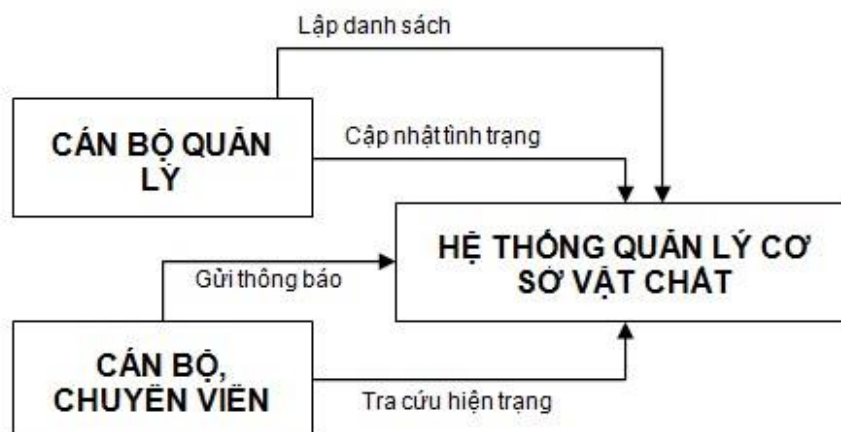 Lập danh sách
CÁN BỘ QUẢN
LÝ
Cập nhật tình trạng
HỆ THỐNG QUẢN LÝ CƠ
SỞ VẬT CHẤT
Gửi thông báo
CÁN BỘ,
CHUYÊN VIÊN
Tra cứu hiện trạng